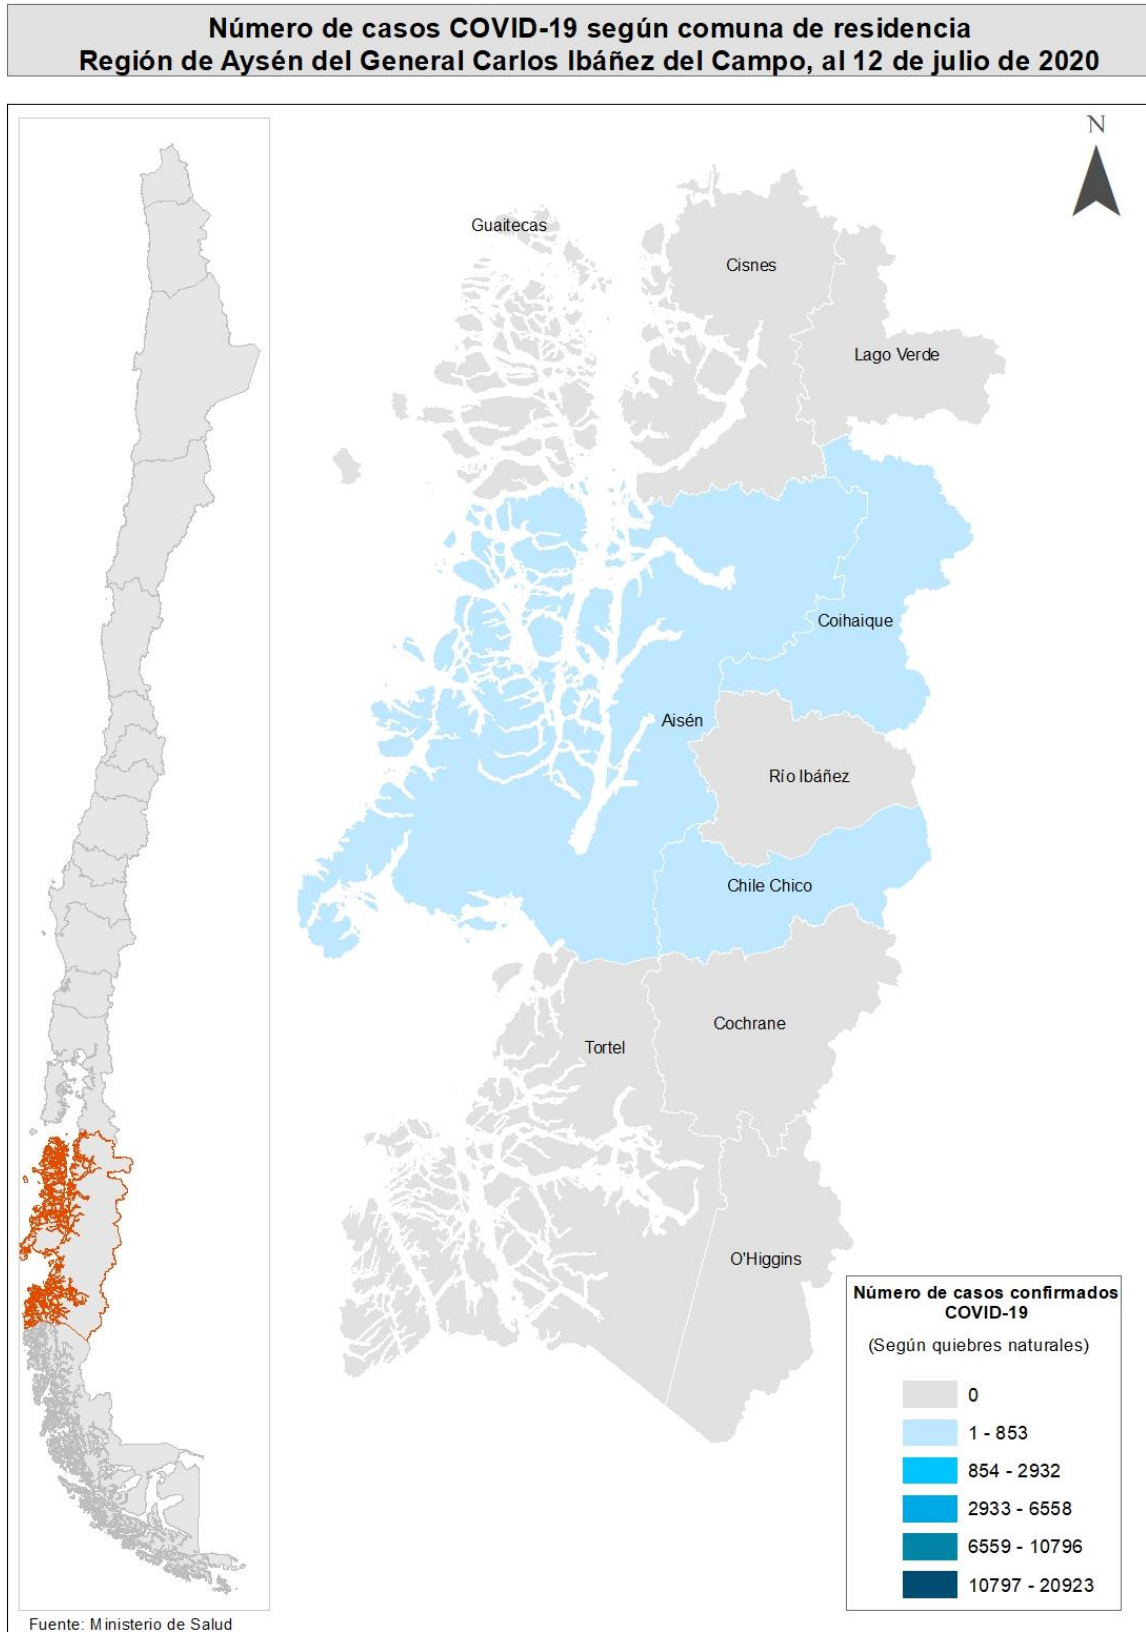 Número de casos COVID-19 según comuna de residencia
Región de Aysén del General Carlos Ibáñez del Campo, al 12 de julio de 2020
N
Guaitecas
Cisnes
Lago Verde
Coihaique
Aisén
Río Ibáñez
Chile Chico
Cochrane
Tortel
O'Higgins
Número de casos confirmados
COVID-19
(Según quiebres naturales)
0
1 - 853
854 - 2932
2933 - 6558
6559 - 10796
10797 - 20923
Fuente: Ministerio de Salud